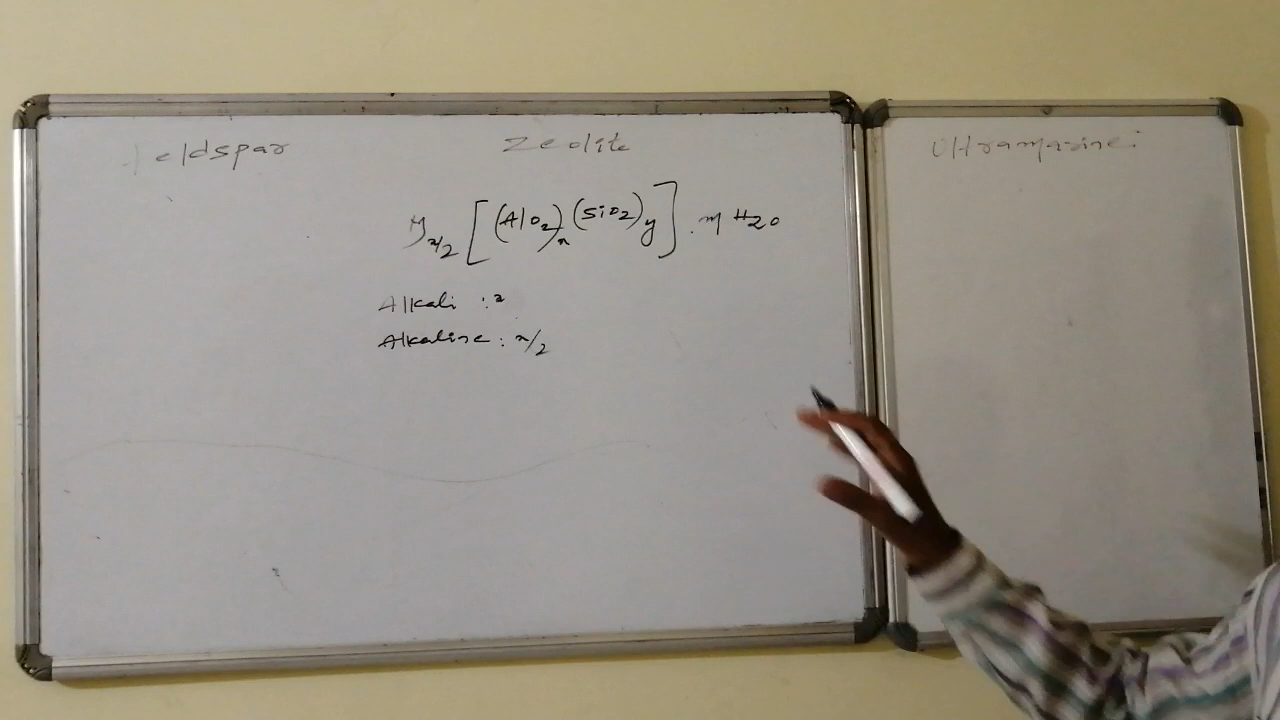 feldspar
Zeolite
Ultramarine:
M x/2 [(AlO2)x (SiO2)y] . m H2O
Alkali : x
Alkaline : x/2